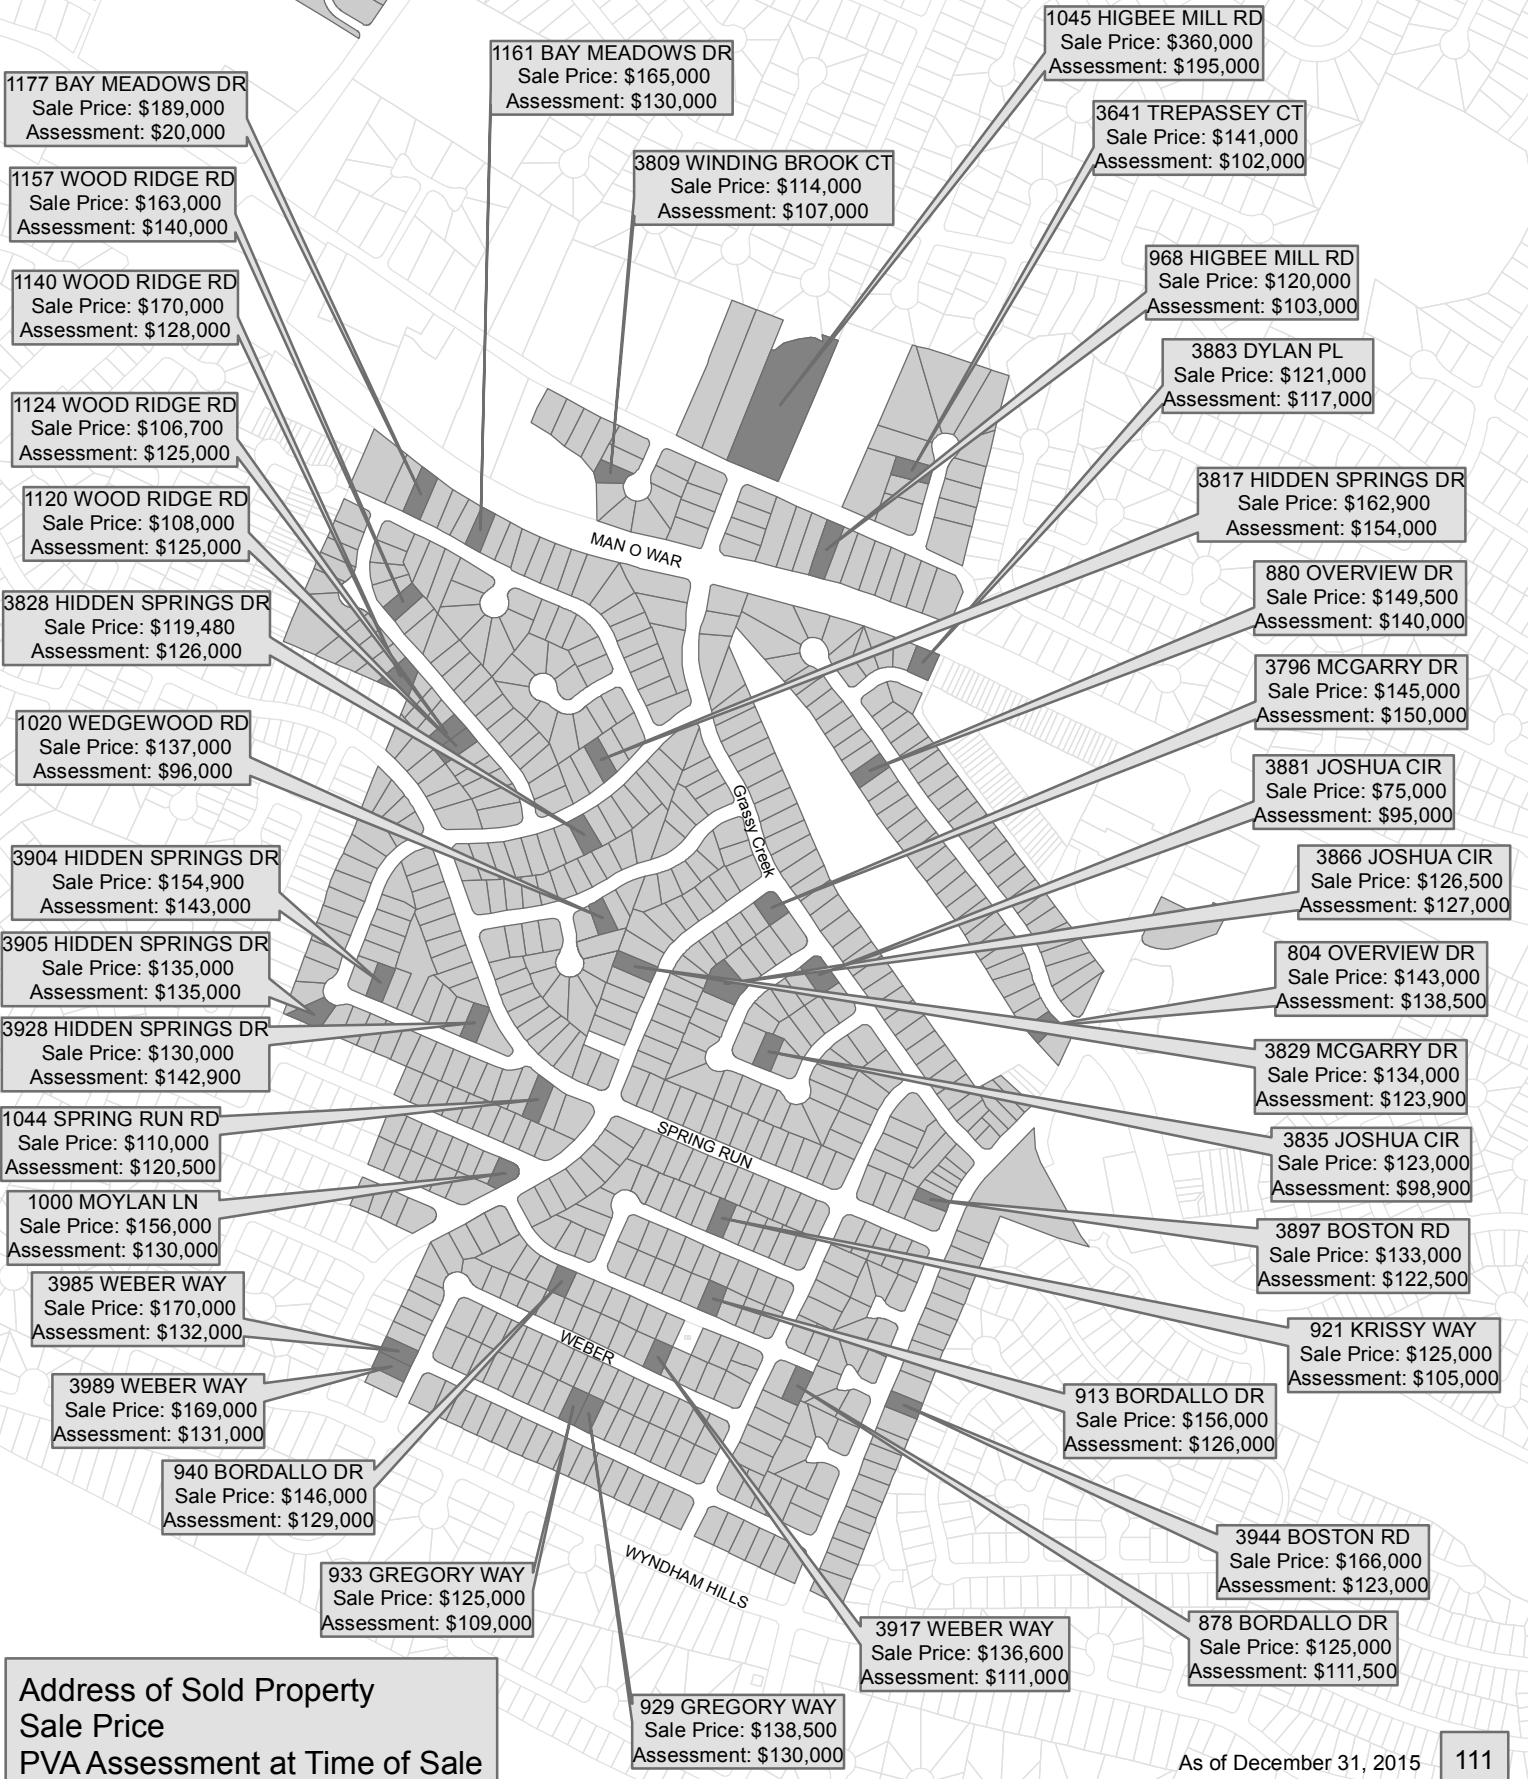 1045 HIGBEE MILL RD
Sale Price: $360,000
Assessment: $195,000
1161 BAY MEADOWS DR
Sale Price: $165,000
Assessment: $130,000
1177 BAY MEADOWS DR
Sale Price: $189,000
Assessment: $20,000
3641 TREPASSEY CT
Sale Price: $141,000
Assessment: $102,000
3809 WINDING BROOK CT
Sale Price: $114,000
Assessment: $107,000
1157 WOOD RIDGE RD
Sale Price: $163,000
Assessment: $140,000
968 HIGBEE MILL RD
Sale Price: $120,000
Assessment: $103,000
1140 WOOD RIDGE RD
Sale Price: $170,000
Assessment: $128,000
3883 DYLAN PL
Sale Price: $121,000
Assessment: $117,000
1124 WOOD RIDGE RD
Sale Price: $106,700
Assessment: $125,000
3817 HIDDEN SPRINGS DR
Sale Price: $162,900
Assessment: $154,000
1120 WOOD RIDGE RD
Sale Price: $108,000
Assessment: $125,000
MAN O WAR
880 OVERVIEW DR
Sale Price: $149,500
Assessment: $140,000
3828 HIDDEN SPRINGS DR
Sale Price: $119,480
Assessment: $126,000
3796 MCGARRY DR
Sale Price: $145,000
Assessment: $150,000
1020 WEDGEWOOD RD
Sale Price: $137,000
Assessment: $96,000
3881 JOSHUA CIR
Sale Price: $75,000
Assessment: $95,000
Grassy Creek
3904 HIDDEN SPRINGS DR
Sale Price: $154,900
Assessment: $143,000
3866 JOSHUA CIR
Sale Price: $126,500
Assessment: $127,000
3905 HIDDEN SPRINGS DR
Sale Price: $135,000
Assessment: $135,000
804 OVERVIEW DR
Sale Price: $143,000
Assessment: $138,500
3928 HIDDEN SPRINGS DR
Sale Price: $130,000
Assessment: $142,900
3829 MCGARRY DR
Sale Price: $134,000
Assessment: $123,900
1044 SPRING RUN RD
Sale Price: $110,000
Assessment: $120,500
SPRING RUN
3835 JOSHUA CIR
Sale Price: $123,000
Assessment: $98,900
1000 MOYLAN LN
Sale Price: $156,000
Assessment: $130,000
3897 BOSTON RD
Sale Price: $133,000
Assessment: $122,500
3985 WEBER WAY
Sale Price: $170,000
Assessment: $132,000
WEBER
921 KRISSY WAY
Sale Price: $125,000
Assessment: $105,000
3989 WEBER WAY
Sale Price: $169,000
Assessment: $131,000
913 BORDALLO DR
Sale Price: $156,000
Assessment: $126,000
940 BORDALLO DR
Sale Price: $146,000
Assessment: $129,000
3944 BOSTON RD
Sale Price: $166,000
Assessment: $123,000
WYNDHAM HILLS
933 GREGORY WAY
Sale Price: $125,000
Assessment: $109,000
878 BORDALLO DR
Sale Price: $125,000
Assessment: $111,500
3917 WEBER WAY
Sale Price: $136,600
Assessment: $111,000
929 GREGORY WAY
Sale Price: $138,500
Assessment: $130,000
Address of Sold Property
Sale Price
PVA Assessment at Time of Sale
As of December 31, 2015
111